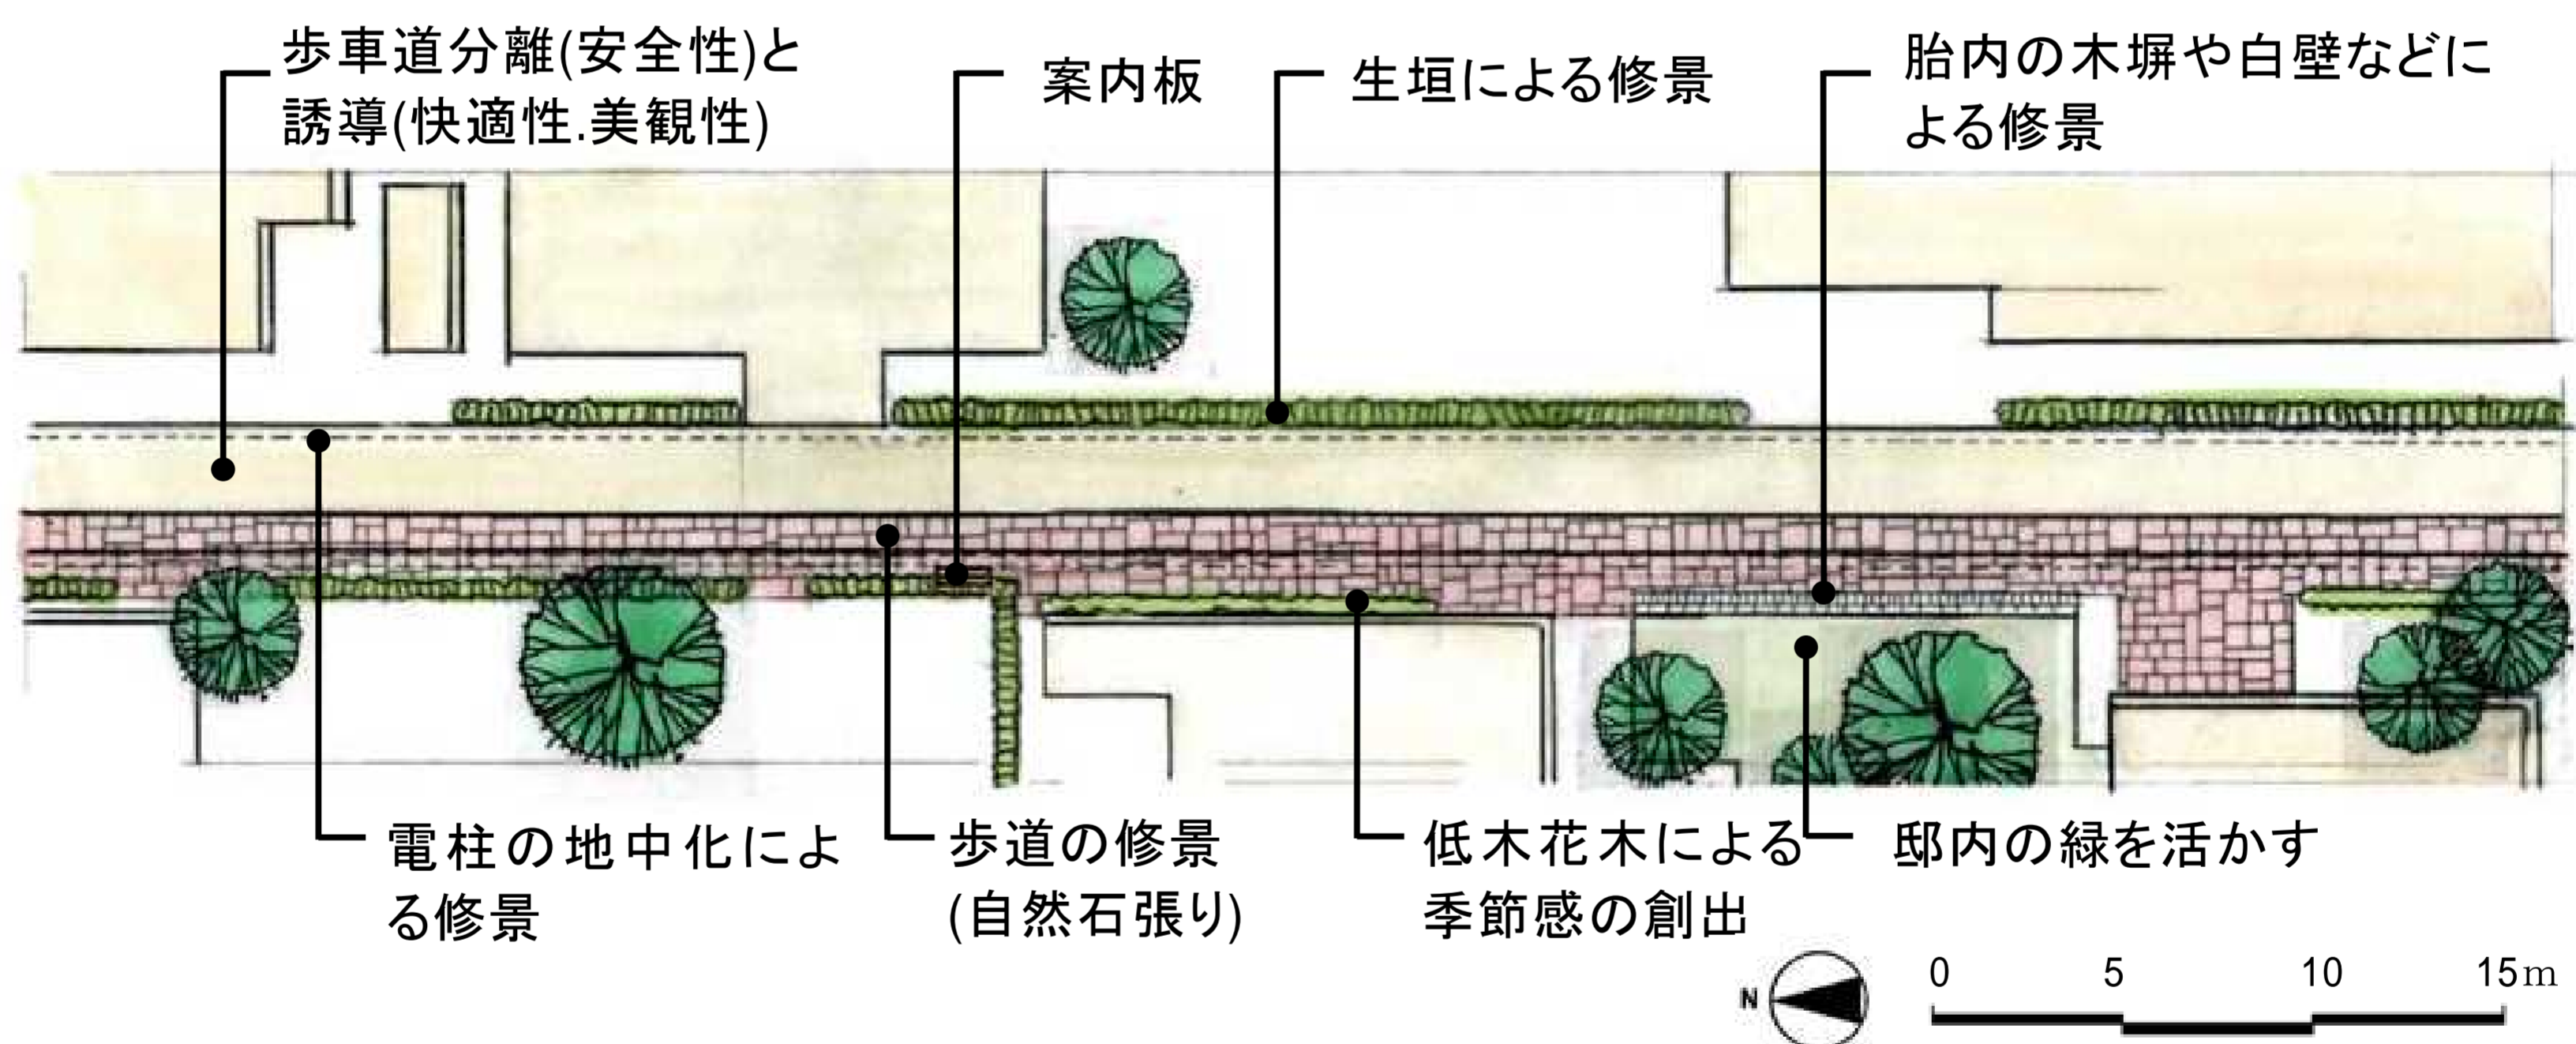 歩車道分離(安全性)と
誘導(快適性.美観性)
案内板
生垣による修景
胎内の木塀や白壁などに
よる修景
電柱の地中化によ
る修景
歩道の修景
(自然石張り)
低木花木による
季節感の創出
邸内の緑を活かす
N
0 5 10 15m